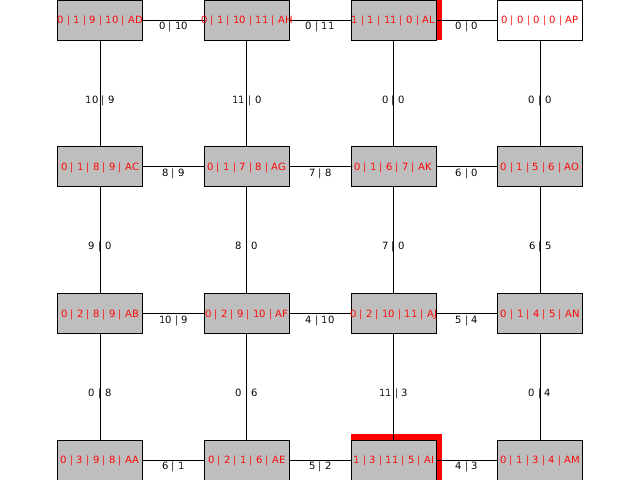 0 | 1 | 9 | 10 | AD
0 | 10
0 | 1 | 10 | 11 | AH
0 | 11
1 | 1 | 11 | 0 | AL
0 | 0
0 | 0 | 0 | 0 | AP
10 | 9
11 | 0
0 | 0
0 | 0
0 | 1 | 8 | 9 | AC
8 | 9
0 | 1 | 7 | 8 | AG
7 | 8
0 | 1 | 6 | 7 | AK
6 | 0
0 | 1 | 5 | 6 | AO
9 | 0
8 | 0
7 | 0
6 | 5
0 | 2 | 8 | 9 | AB
10 | 9
0 | 2 | 9 | 10 | AF
4 | 10
0 | 2 | 10 | 11 | AJ
5 | 4
0 | 1 | 4 | 5 | AN
0 | 8
0 | 6
11 | 3
0 | 4
0 | 3 | 9 | 8 | AA
6 | 1
0 | 2 | 1 | 6 | AE
5 | 2
1 | 3 | 11 | 5 | AI
4 | 3
0 | 1 | 3 | 4 | AM